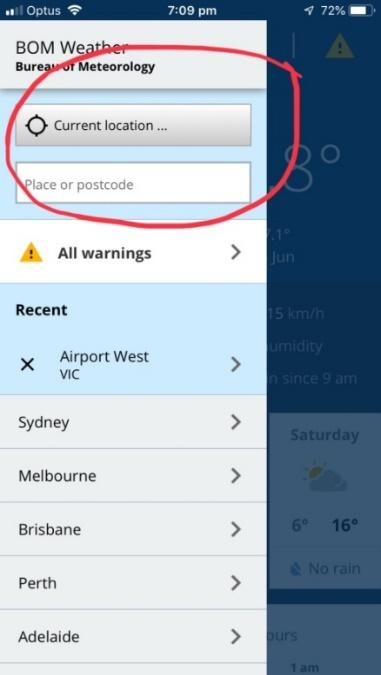 Optus 7:09 pm 72%
BOM Weather
Bureau of Meteorology
Current location ...
Place or postcode
All warnings
Recent
Airport West
VIC
Sydney
Melbourne
Brisbane
Perth
Adelaide
.8°
7.1°
Jun
15 km/h
humidity
since 9 am
Saturday
6° 16°
No rain
1 am